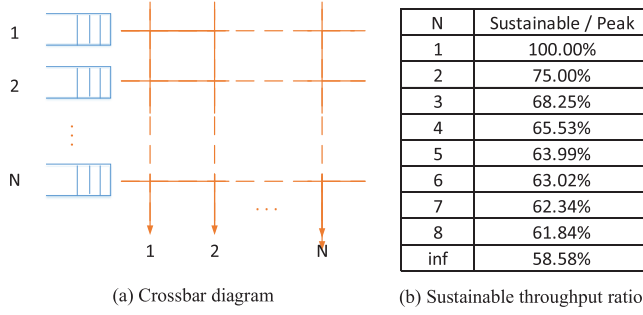 1
2
N
1 2 N
(a) Crossbar diagram
N Sustainable / Peak
1 100.00%
2 75.00%
3 68.25%
4 65.53%
5 63.99%
6 63.02%
7 62.34%
8 61.84%
inf 58.58%
(b) Sustainable throughput ratio